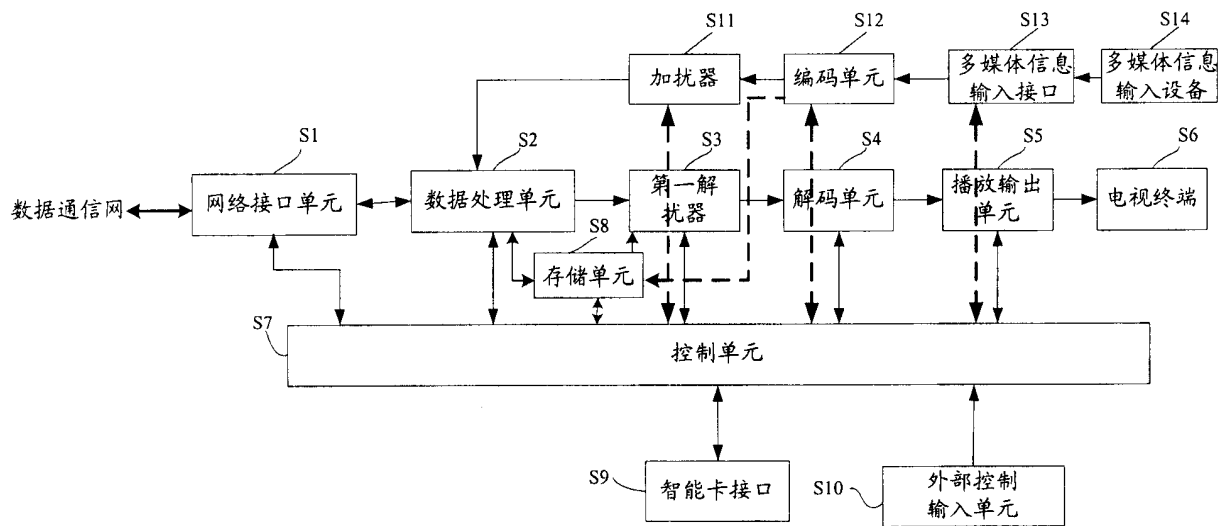 S11
S12
S13
S14
加扰器
编码单元
多媒体信息
输入接口
多媒体信息
输入设备
S1
S2
S3
S4
S5
S6
数据通信网
网络接口单元
数据处理单元
第一解
扰器
解码单元
播放输出
单元
电视终端
S8
存储单元
S7
控制单元
S9
智能卡接口
S10
外部控制
输入单元